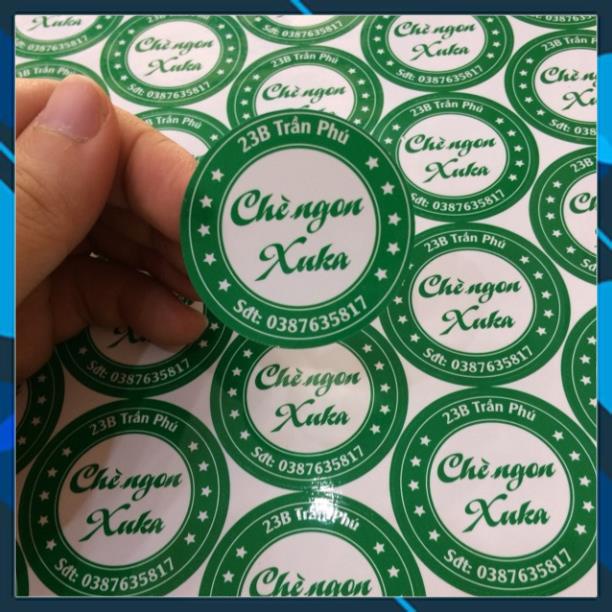 23B Trần Phú
Chè ngon
Xuka
Sđt: 0387635817